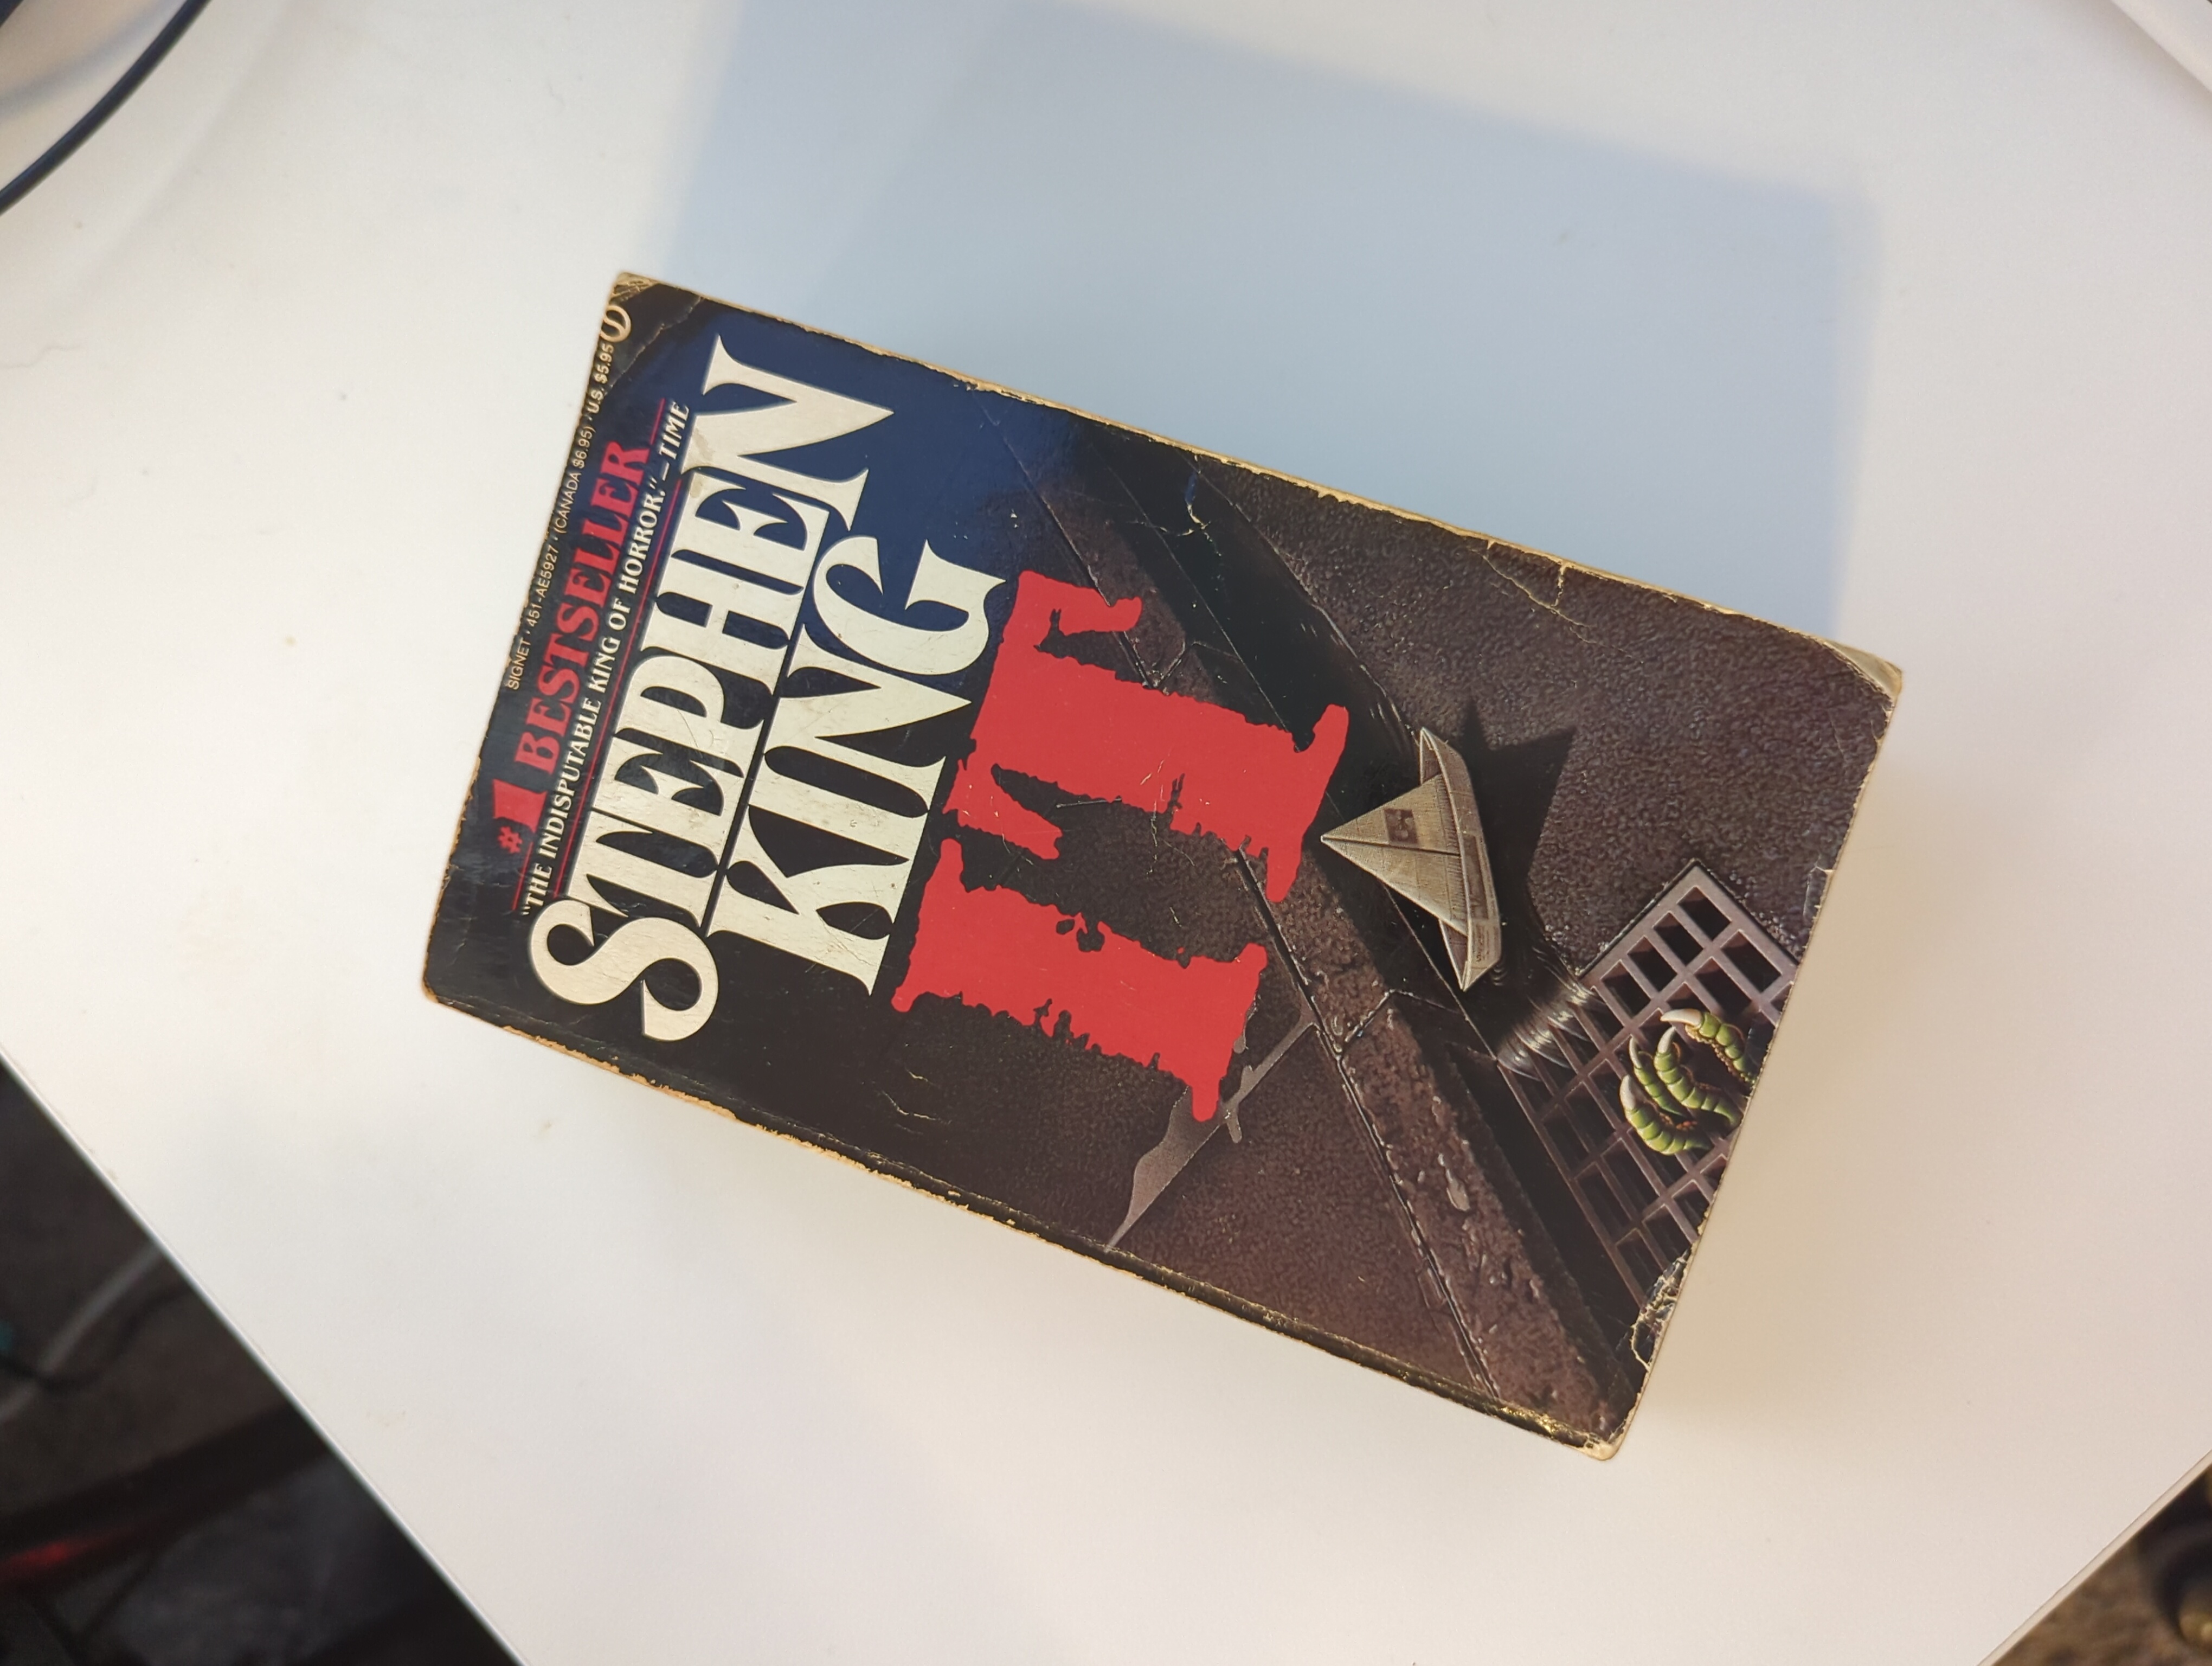 SIGNET • 451-AE5927 • (CANADA $6.95) • U.S. $5.95
#1 BESTSELLER
"THE INDISPUTABLE KING OF HORROR."—TIME
STEPHEN
KING
IT